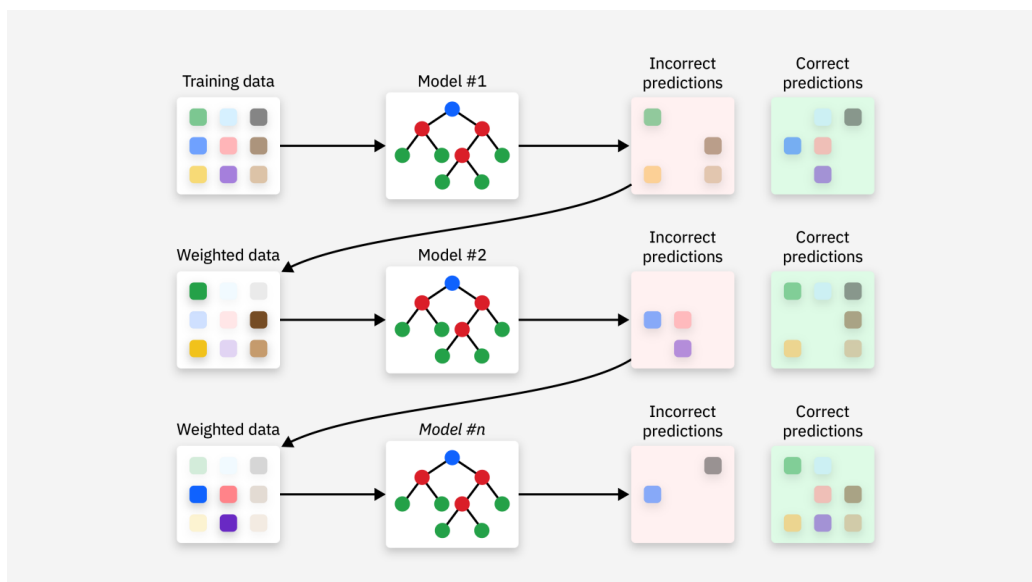 Training data
Model #1
Incorrect
predictions
Correct
predictions
Weighted data
Model #2
Incorrect
predictions
Correct
predictions
Weighted data
Model #n
Incorrect
predictions
Correct
predictions